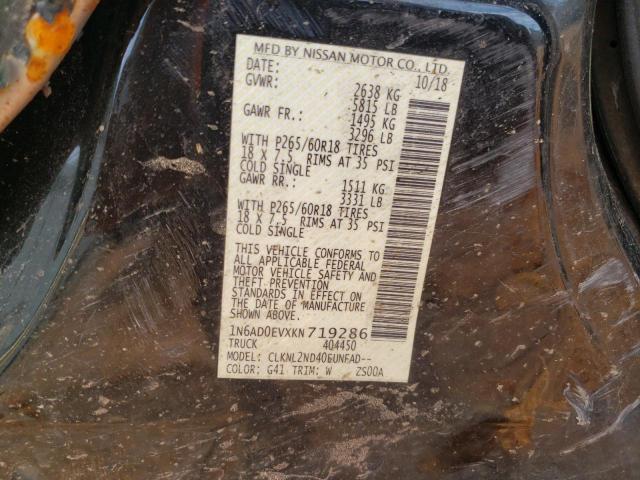 MFD BY NISSAN MOTOR CO., LTD.
DATE: 10/18
GVWR: 2638 KG
5815 LB
GAWR FR.: 1495 KG
3296 LB
WITH P265/60R18 TIRES
18 X 7.5 RIMS AT 35 PSI
COLD SINGLE
GAWR RR.: 1511 KG
3331 LB
WITH P265/60R18 TIRES
18 X 7.5 RIMS AT 35 PSI
COLD SINGLE
THIS VEHICLE CONFORMS TO
ALL APPLICABLE FEDERAL
MOTOR VEHICLE SAFETY AND
THEFT PREVENTION
STANDARDS IN EFFECT ON
THE DATE OF MANUFACTURE
SHOWN ABOVE.
1N6AD0EVXKN719286
TRUCK 404450
MODEL: CLKNL2ND40EUNFAD--
COLOR: G41 TRIM: W ZS00A